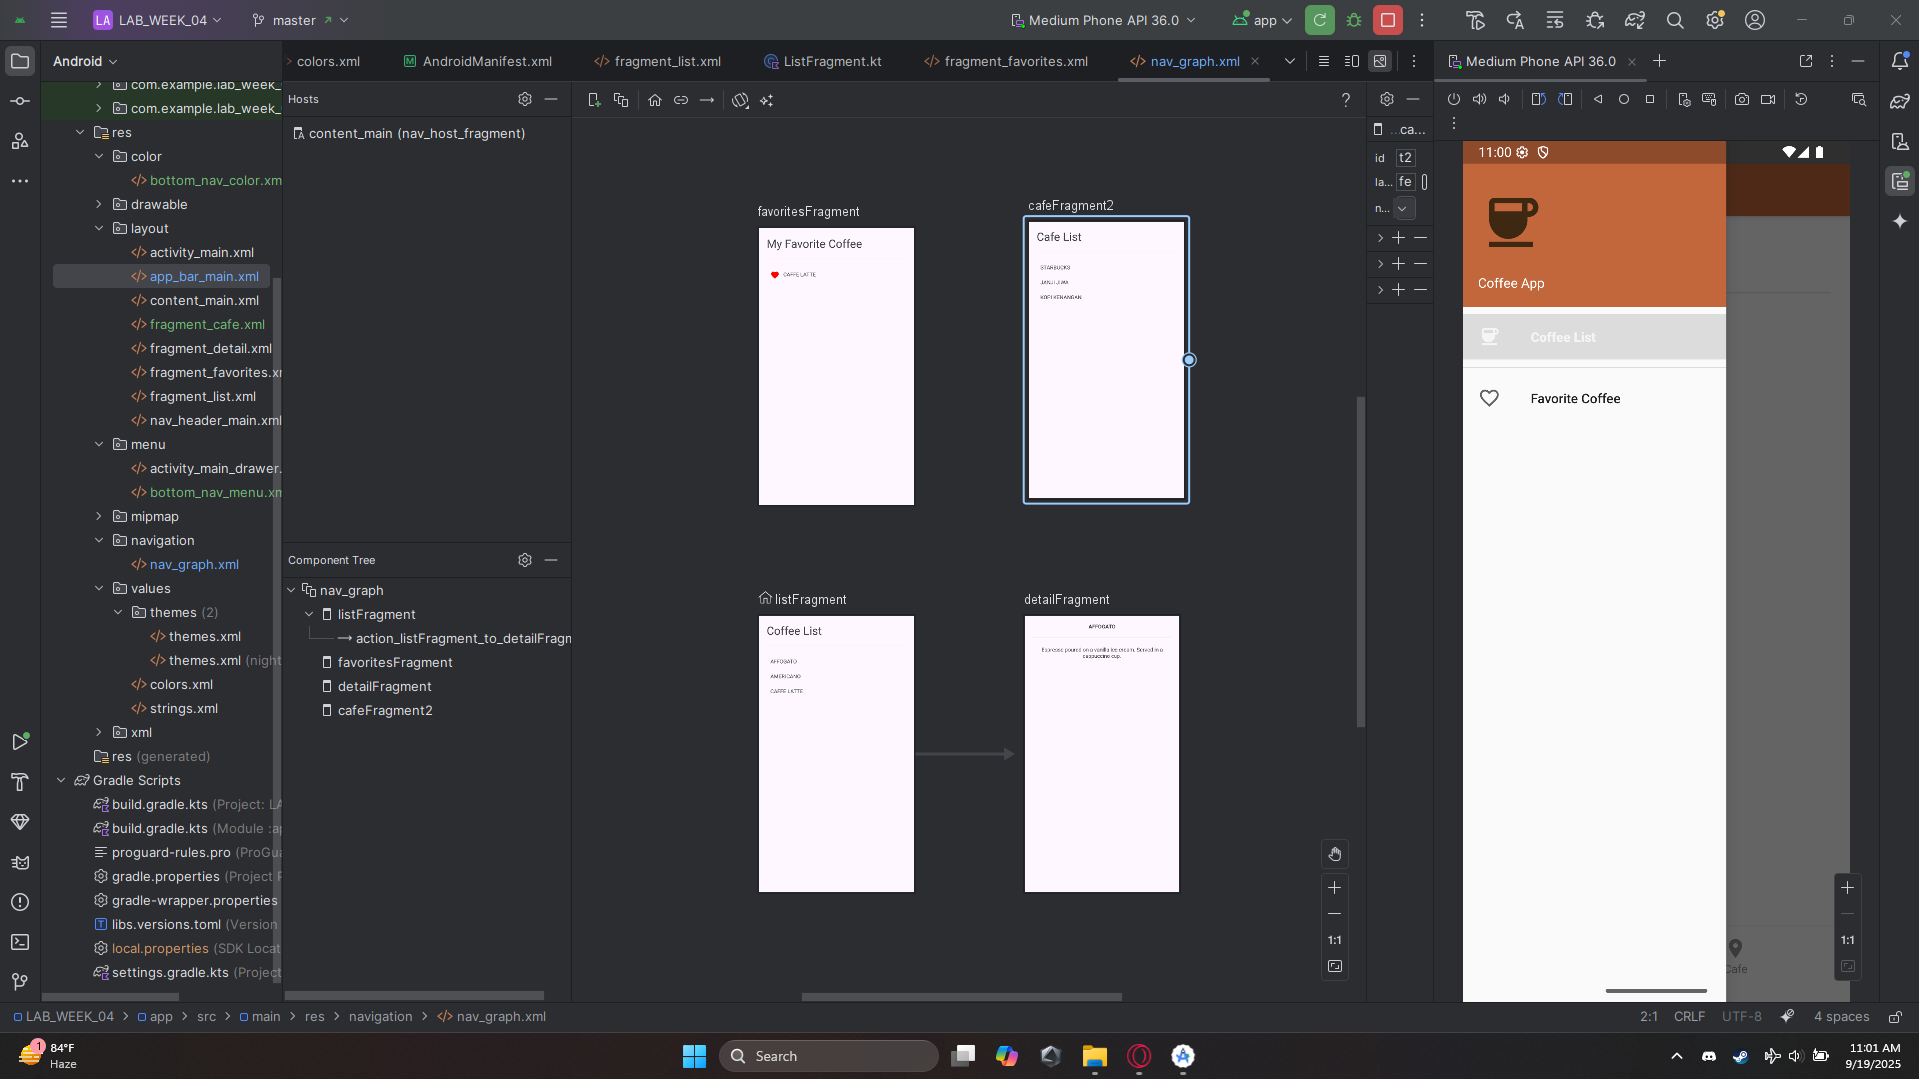 LA LAB_WEEK_04
master
Medium Phone API 36.0
app
Android
colors.xml
AndroidManifest.xml
fragment_list.xml
ListFragment.kt
fragment_favorites.xml
nav_graph.xml
Medium Phone API 36.0
com.example.lab_week_
com.example.lab_week_
res
color
bottom_nav_color.xm
drawable
layout
activity_main.xml
app_bar_main.xml
content_main.xml
fragment_cafe.xml
fragment_detail.xml
fragment_favorites.x
fragment_list.xml
nav_header_main.xml
menu
activity_main_drawer.
bottom_nav_menu.xm
mipmap
navigation
nav_graph.xml
values
themes (2)
themes.xml
themes.xml (night
colors.xml
strings.xml
xml
res (generated)
Gradle Scripts
build.gradle.kts (Project: LA
build.gradle.kts (Module :ap
proguard-rules.pro (ProGua
gradle.properties (Project P
gradle-wrapper.properties
libs.versions.toml (Version
local.properties (SDK Locat
settings.gradle.kts (Project
Hosts
content_main (nav_host_fragment)
Component Tree
nav_graph
listFragment
action_listFragment_to_detailFragm
favoritesFragment
detailFragment
cafeFragment2
favoritesFragment
My Favorite Coffee
CAFFE LATTE
cafeFragment2
Cafe List
STARBUCKS
JANJI JIWA
KOPI KENANGAN
listFragment
Coffee List
AFFOGATO
AMERICANO
CAFFE LATTE
detailFragment
AFFOGATO
Espresso poured on a vanilla ice cream. Served in a
cappuccino cup.
1:1
?
...ca...
id t2
la... fe
n...
11:00
Coffee App
Coffee List
Favorite Coffee
Cafe
1:1
LAB_WEEK_04 > app > src > main > res > navigation > nav_graph.xml
2:1 CRLF UTF-8 4 spaces
1
84°F
Haze
Search
11:01 AM
9/19/2025